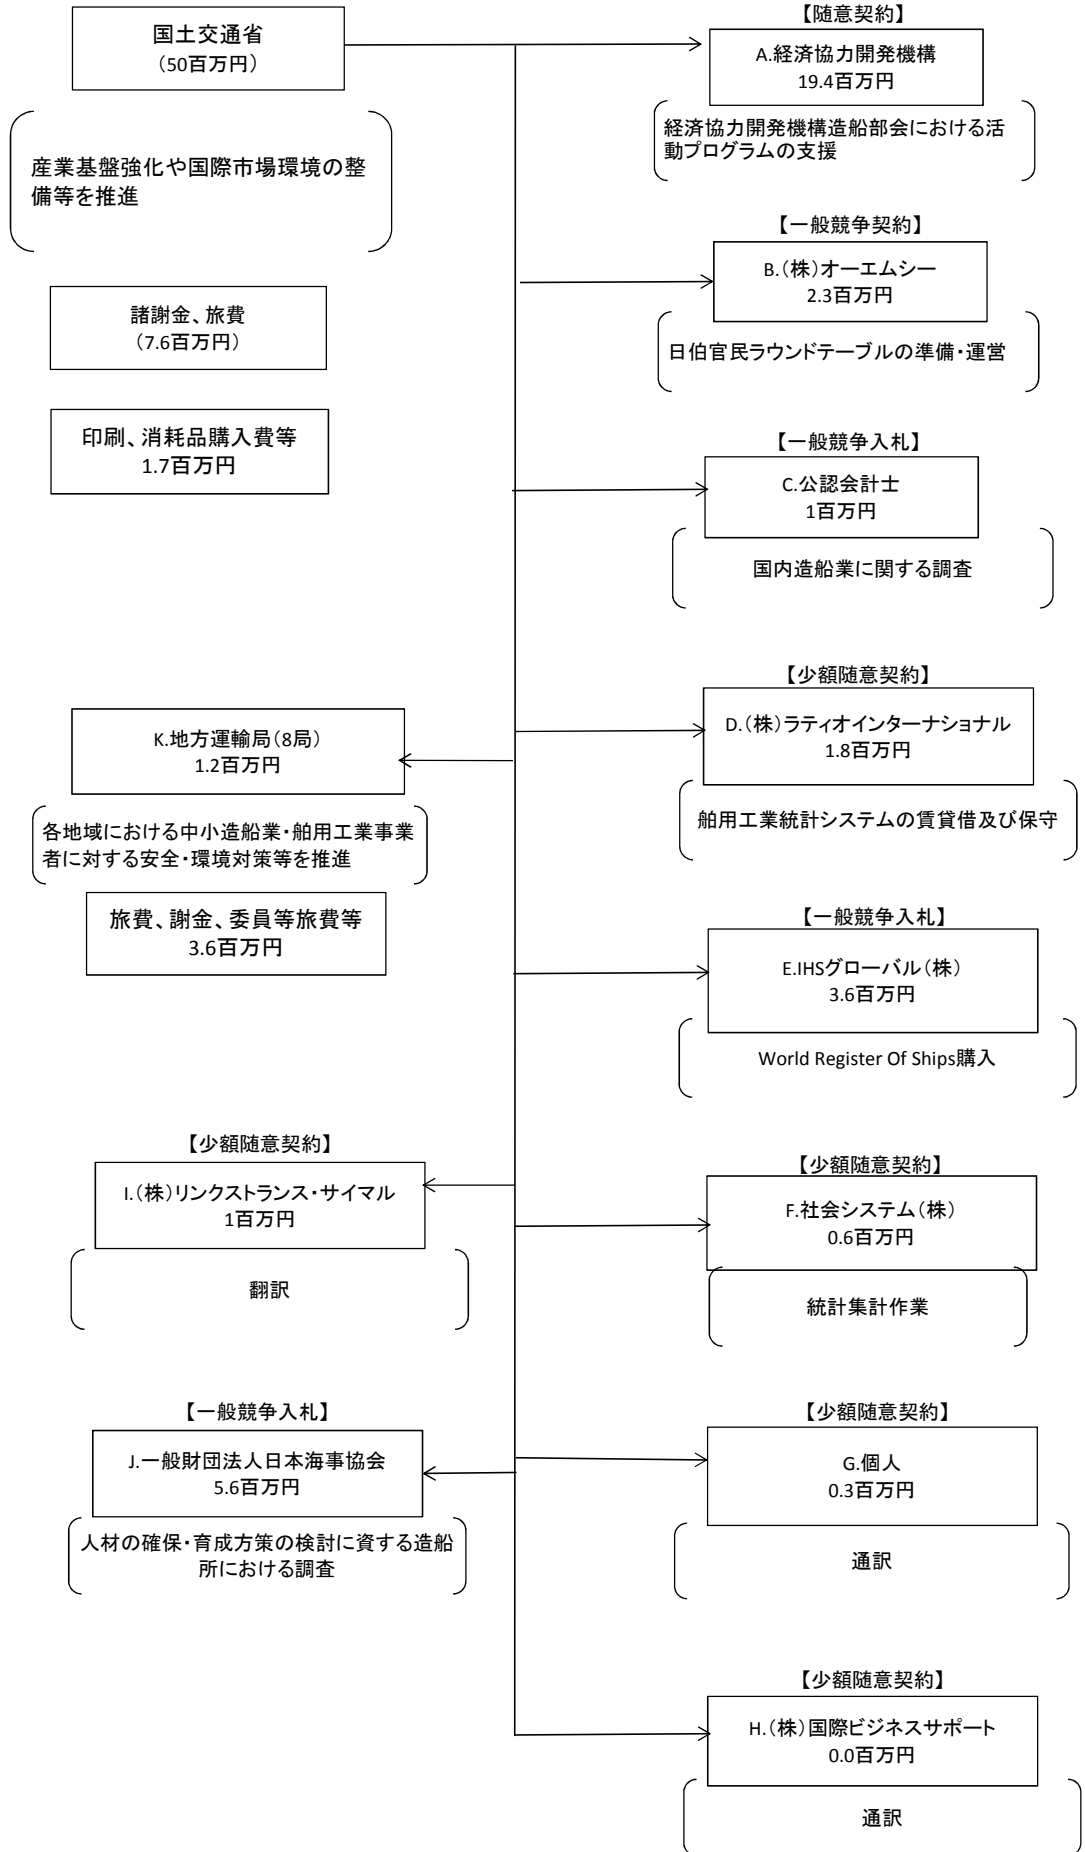 国土交通省
（50百万円）
産業基盤強化や国際市場環境の整
備等を推進
諸謝金、旅費
（7.6百万円）
印刷、消耗品購入費等
1.7百万円
【随意契約】
A.経済協力開発機構
19.4百万円
経済協力開発機構造船部会における活
動プログラムの支援
【一般競争契約】
B.（株）オーエムシー
2.3百万円
日伯官民ラウンドテーブルの準備・運営
【一般競争入札】
C.公認会計士
1百万円
国内造船業に関する調査
【少額随意契約】
D.（株）ラティオインターナショナル
1.8百万円
舶用工業統計システムの賃貸借及び保守
K.地方運輸局（8局）
1.2百万円
各地域における中小造船業・舶用工業事業
者に対する安全・環境対策等を推進
旅費、謝金、委員等旅費等
3.6百万円
【一般競争入札】
E.IHSグローバル（株）
3.6百万円
World Register Of Ships購入
【少額随意契約】
I.（株）リンクストランス・サイマル
1百万円
翻訳
【少額随意契約】
F.社会システム（株）
0.6百万円
統計集計作業
【一般競争入札】
J.一般財団法人日本海事協会
5.6百万円
人材の確保・育成方策の検討に資する造船
所における調査
【少額随意契約】
G.個人
0.3百万円
通訳
【少額随意契約】
H.（株）国際ビジネスサポート
0.0百万円
通訳